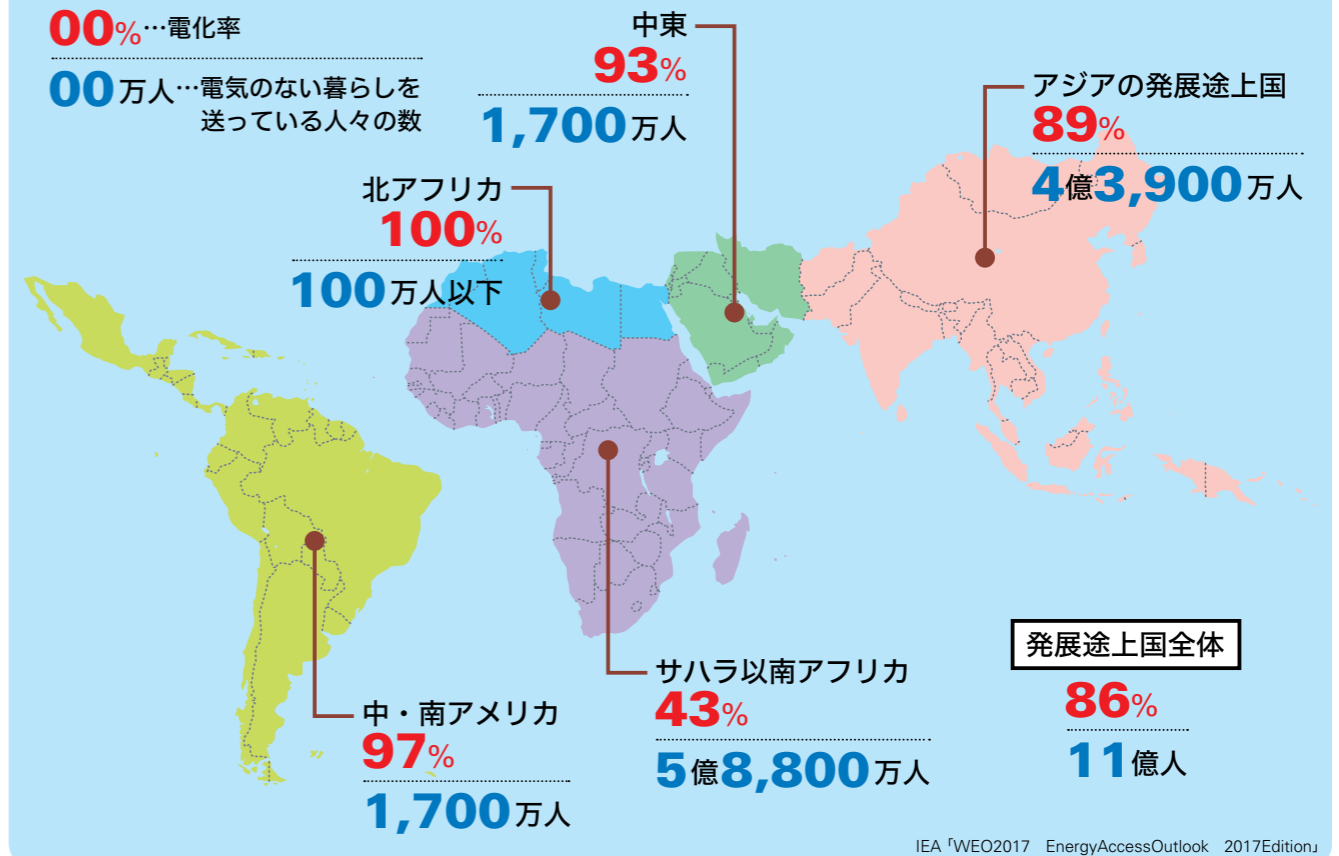 00%…電化率
00万人…電気のない暮らしを
送っている人々の数
中東
93%
1,700万人
アジアの発展途上国
89%
4億3,900万人
北アフリカ
100%
100万人以下
サハラ以南アフリカ
43%
5億8,800万人
中・南アメリカ
97%
1,700万人
発展途上国全体
86%
11億人
IEA「WEO2017 EnergyAccessOutlook 2017Edition」